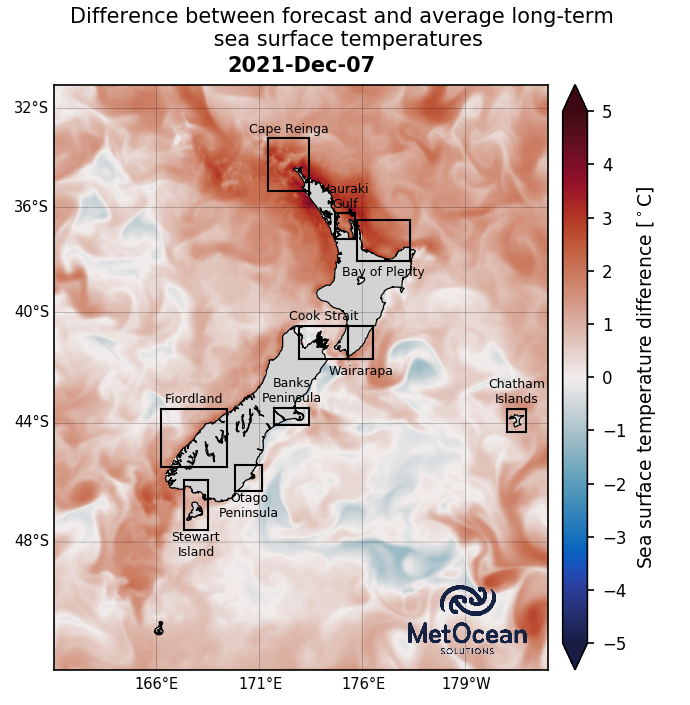 Difference between forecast and average long-term
sea surface temperatures
2021-Dec-07
32°S
36°S
40°S
44°S
48°S
166°E
171°E
176°E
179°W
Cape Reinga
Hauraki
Gulf
Bay of Plenty
Cook Strait
Wairarapa
Banks
Peninsula
Fiordland
Chatham
Islands
Otago
Peninsula
Stewart
Island
MetOcean
SOLUTIONS
5
4
3
2
1
0
−1
−2
−3
−4
−5
Sea surface temperature difference [°C]